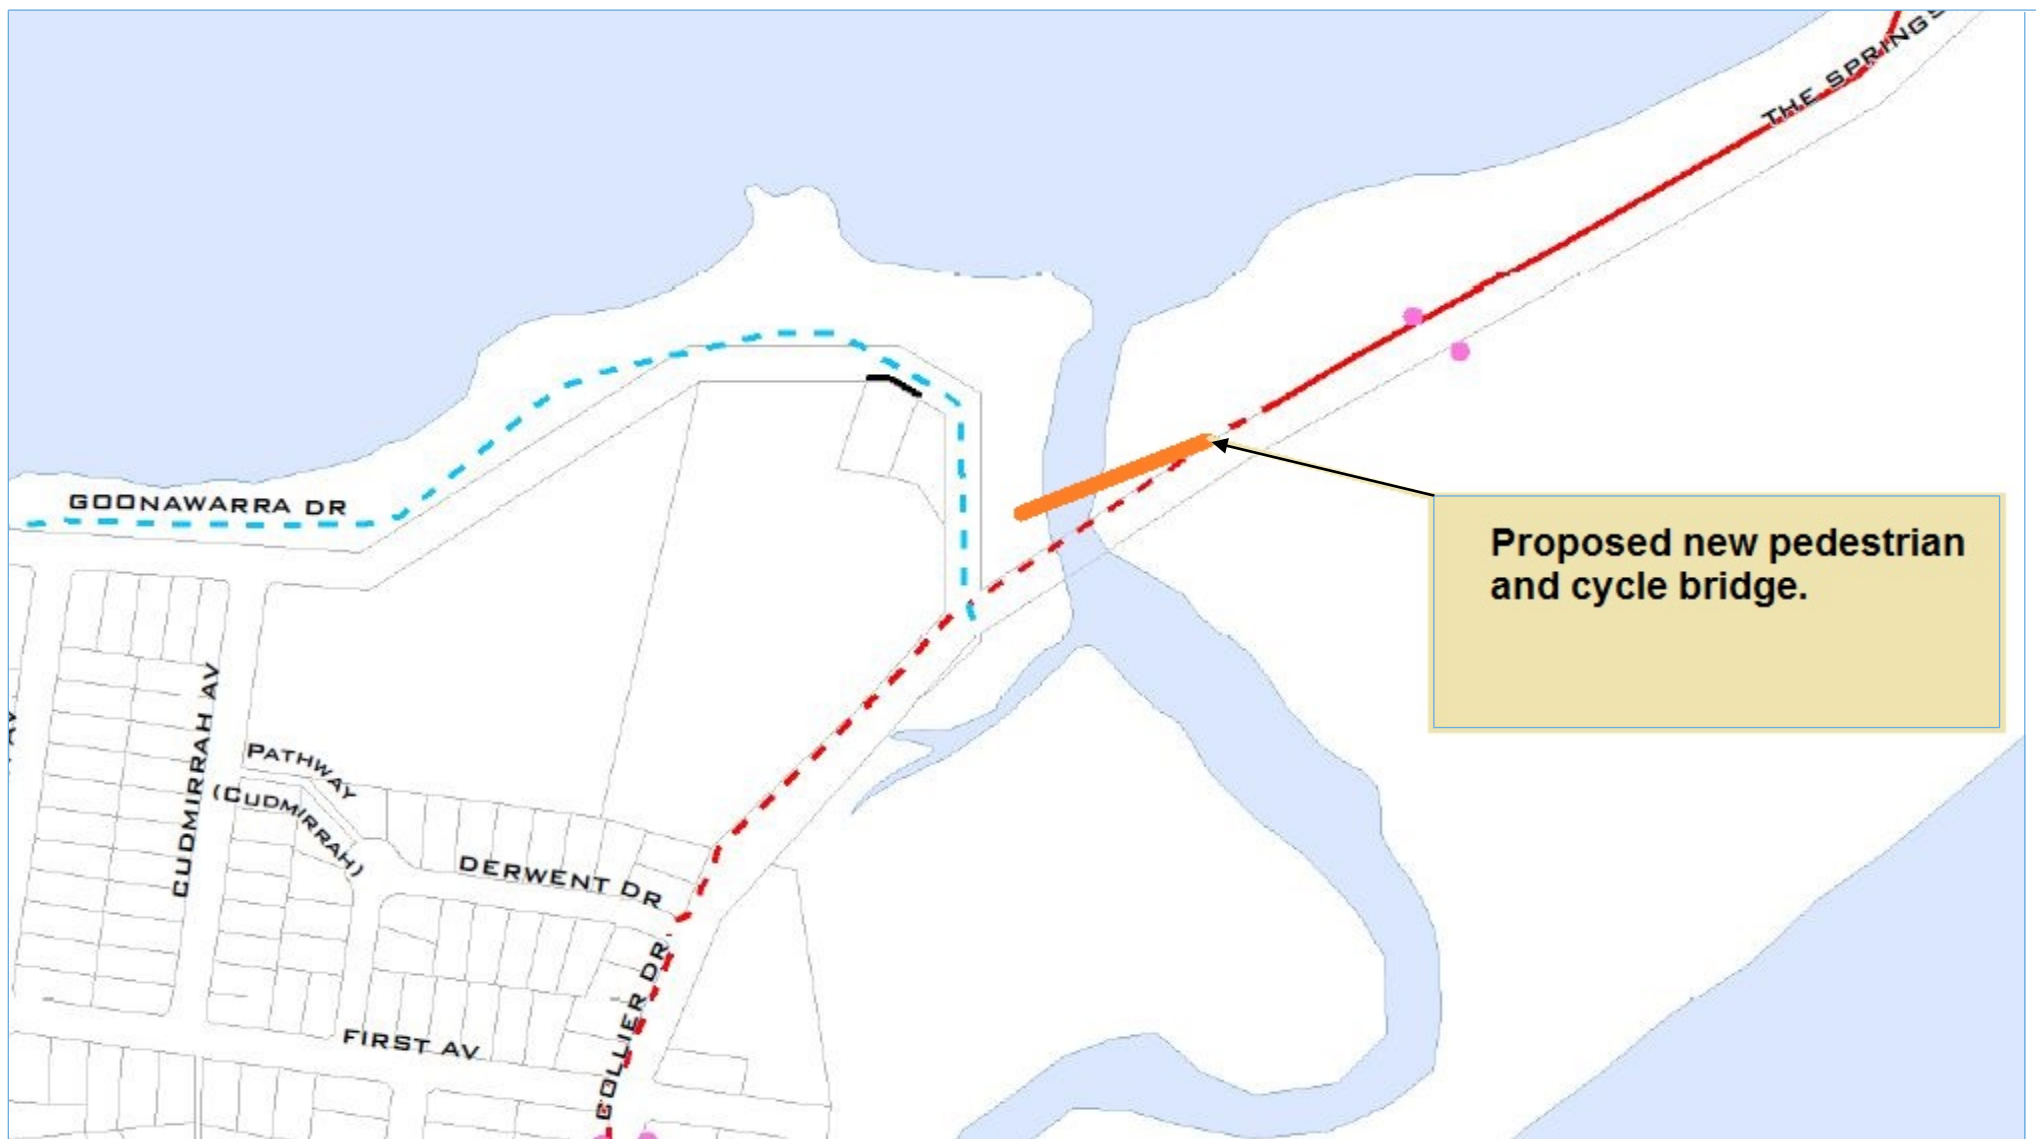 THE SPRINGS
GOONAWARRA DR
Proposed new pedestrian
and cycle bridge.
CUDMIRRAH AV
PATHWAY
(CUDMIRRAH)
DERWENT DR
COLLIER DR
FIRST AV
AV